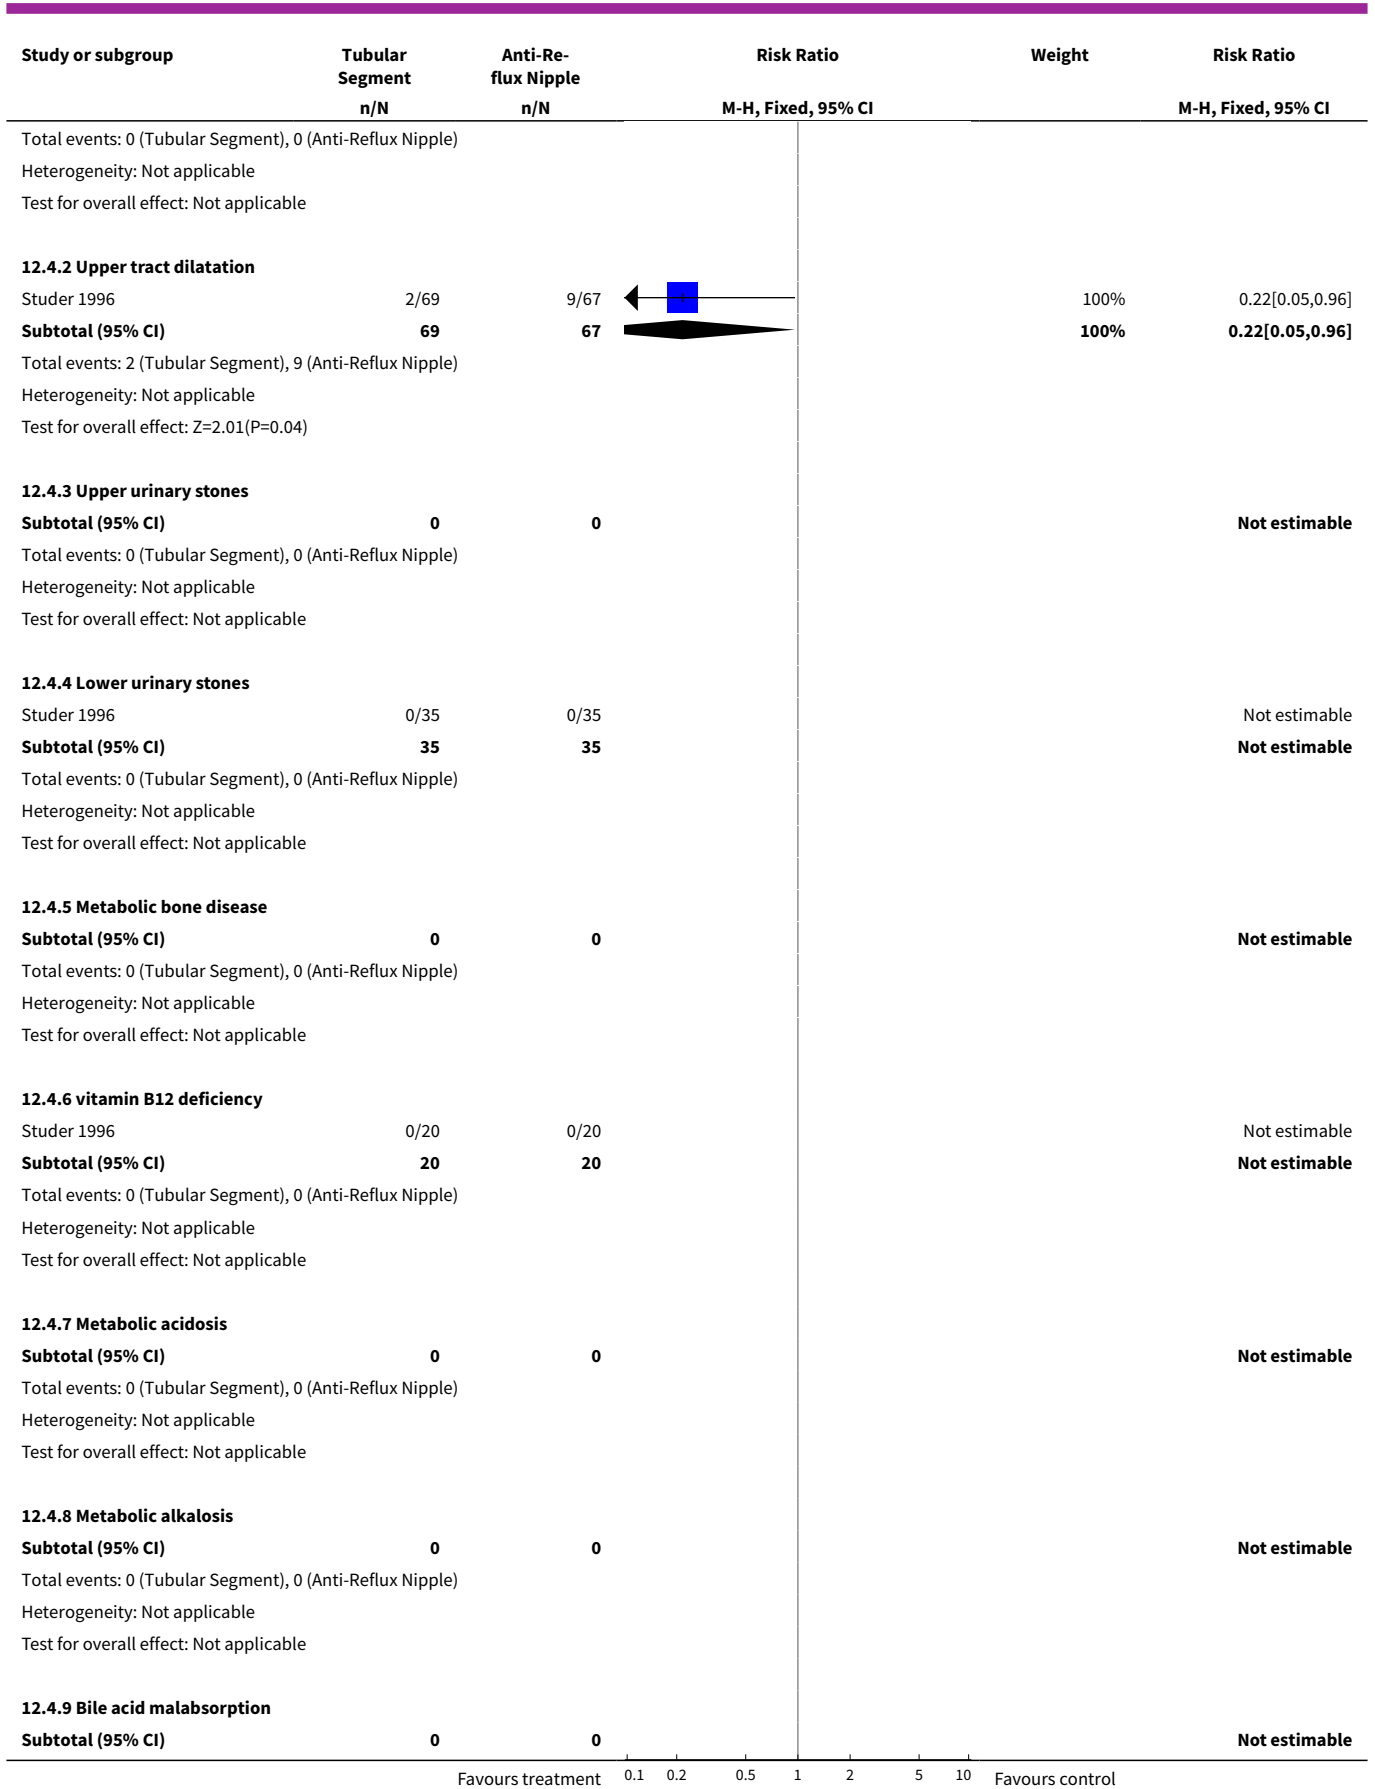 Study or subgroup Tubular Segment Anti-Re- flux Nipple Risk Ratio Weight Risk Ratio
n/N n/N M-H, Fixed, 95% CI M-H, Fixed, 95% CI
Total events: 0 (Tubular Segment), 0 (Anti-Reflux Nipple)
Heterogeneity: Not applicable
Test for overall effect: Not applicable
12.4.2 Upper tract dilatation
Studer 1996 2/69 9/67 100% 0.22[0.05,0.96]
Subtotal (95% CI) 69 67 100% 0.22[0.05,0.96]
Total events: 2 (Tubular Segment), 9 (Anti-Reflux Nipple)
Heterogeneity: Not applicable
Test for overall effect: Z=2.01(P=0.04)
12.4.3 Upper urinary stones
Subtotal (95% CI) 0 0 Not estimable
Total events: 0 (Tubular Segment), 0 (Anti-Reflux Nipple)
Heterogeneity: Not applicable
Test for overall effect: Not applicable
12.4.4 Lower urinary stones
Studer 1996 0/35 0/35 Not estimable
Subtotal (95% CI) 35 35 Not estimable
Total events: 0 (Tubular Segment), 0 (Anti-Reflux Nipple)
Heterogeneity: Not applicable
Test for overall effect: Not applicable
12.4.5 Metabolic bone disease
Subtotal (95% CI) 0 0 Not estimable
Total events: 0 (Tubular Segment), 0 (Anti-Reflux Nipple)
Heterogeneity: Not applicable
Test for overall effect: Not applicable
12.4.6 vitamin B12 deficiency
Studer 1996 0/20 0/20 Not estimable
Subtotal (95% CI) 20 20 Not estimable
Total events: 0 (Tubular Segment), 0 (Anti-Reflux Nipple)
Heterogeneity: Not applicable
Test for overall effect: Not applicable
12.4.7 Metabolic acidosis
Subtotal (95% CI) 0 0 Not estimable
Total events: 0 (Tubular Segment), 0 (Anti-Reflux Nipple)
Heterogeneity: Not applicable
Test for overall effect: Not applicable
12.4.8 Metabolic alkalosis
Subtotal (95% CI) 0 0 Not estimable
Total events: 0 (Tubular Segment), 0 (Anti-Reflux Nipple)
Heterogeneity: Not applicable
Test for overall effect: Not applicable
12.4.9 Bile acid malabsorption
Subtotal (95% CI) 0 0 Not estimable
Favours treatment 0.1 0.2 0.5 1 2 5 10 Favours control